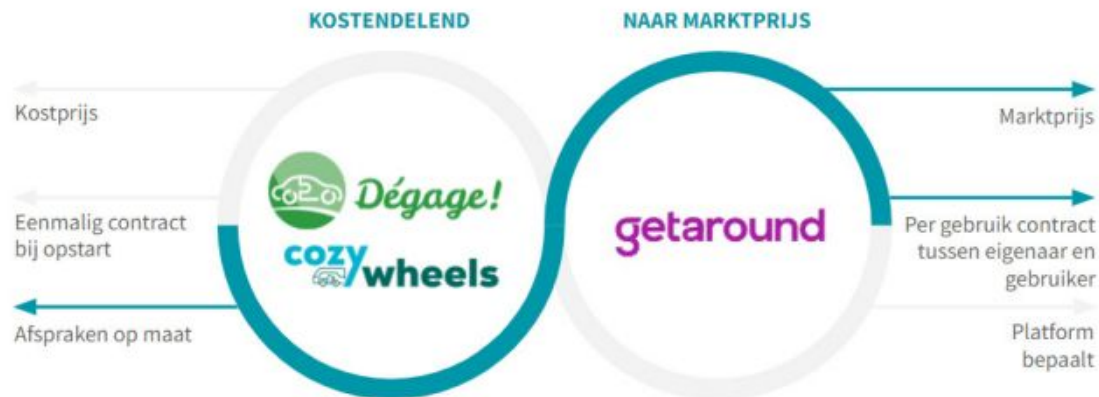 KOSTENDELEND
NAAR MARKTPRIJS
Kostprijs
Eenmalig contract
bij opstart
Afspraken op maat
Dégage!
cozy
wheels
getaround
Marktprijs
Per gebruik contract
tussen eigenaar en
gebruiker
Platform
bepaalt